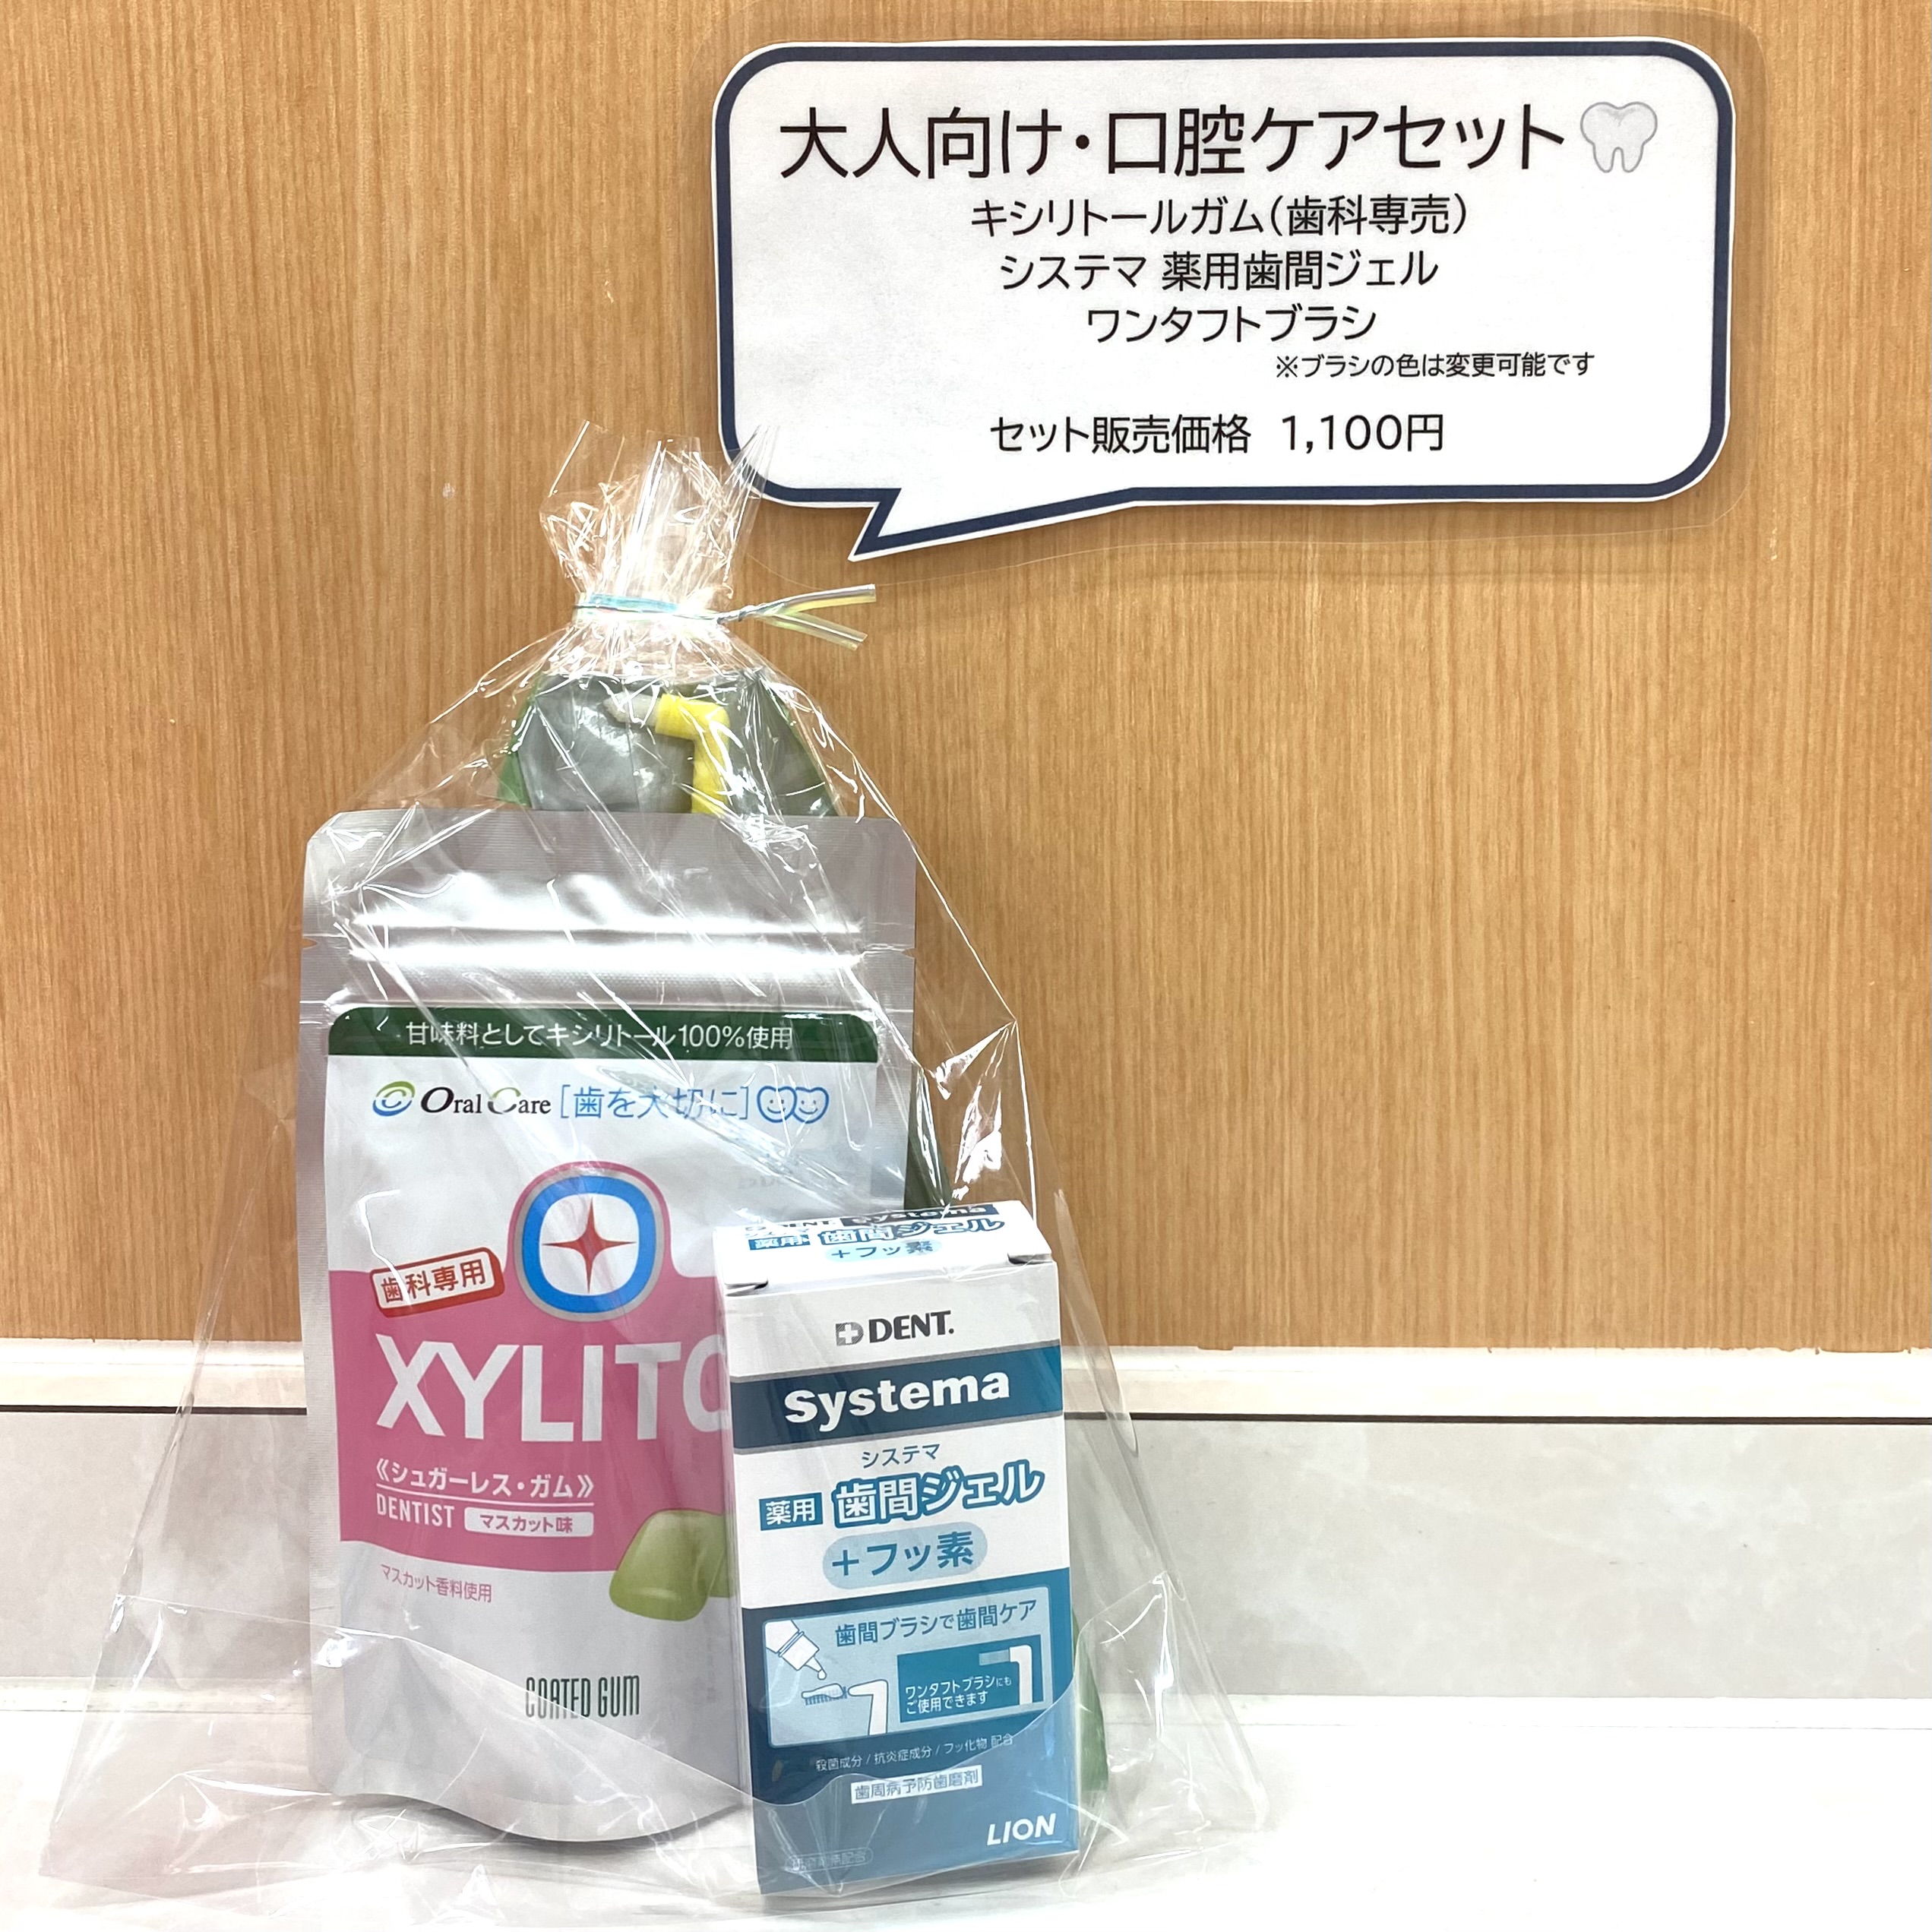 大人向け・口腔ケアセット
キシリトールガム（歯科専売）
システマ 薬用歯間ジェル
ワンタフトブラシ
※ブラシの色は変更可能です
セット販売価格 1,100円
甘味料としてキシリトール100%使用
Oral Care [歯を大切に]
歯科専用
XYLITO
《シュガーレス・ガム》
DENTIST マスカット味
マスカット香料使用
COATED GUM
Systema
薬用 歯間ジェル
+フッ素
DENT.
Systema
システマ
薬用 歯間ジェル
+フッ素
歯間ブラシで歯間ケア
ワンタフトブラシにも
ご使用できます
殺菌成分 / 抗炎症成分 / フッ化物 配合
歯周病予防歯磨剤
LION